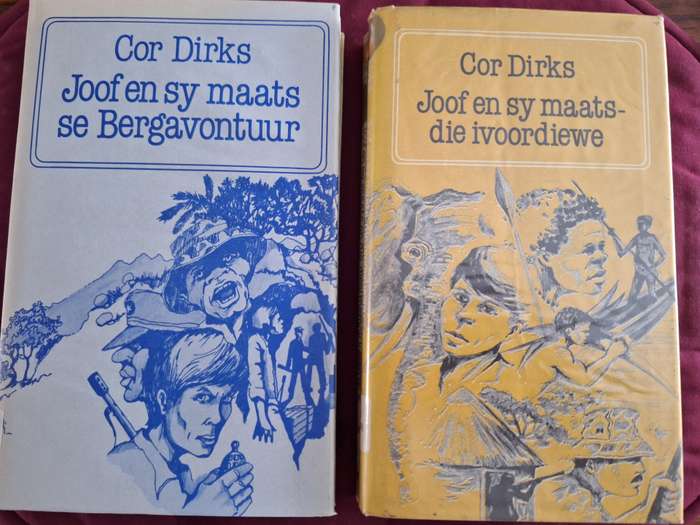 Cor Dirks
Joof en sy maats
se Bergavontuur
Cor Dirks
Joof en sy maats-
die ivoordiewe